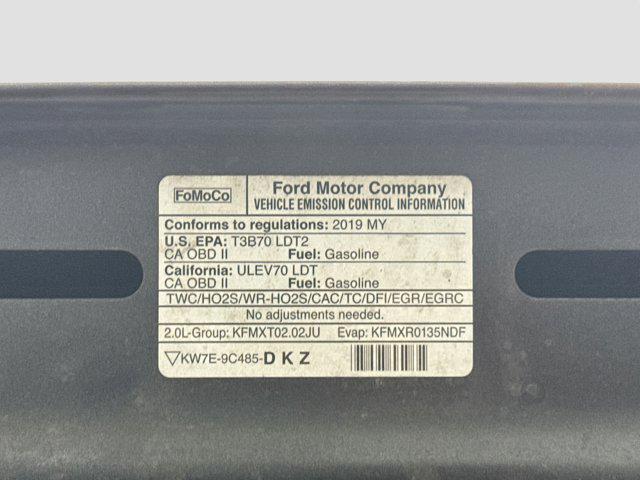 FoMoCo
Ford Motor Company
VEHICLE EMISSION CONTROL INFORMATION
Conforms to regulations: 2019 MY
U.S. EPA: T3B70 LDT2
CA OBD II Fuel: Gasoline
California: ULEV70 LDT
CA OBD II Fuel: Gasoline
TWC/HO2S/WR-HO2S/CAC/TC/DFI/EGR/EGRC
No adjustments needed.
2.0L-Group: KFMXT02.02JU Evap: KFMXR0135NDF
▽KW7E-9C485-D K Z